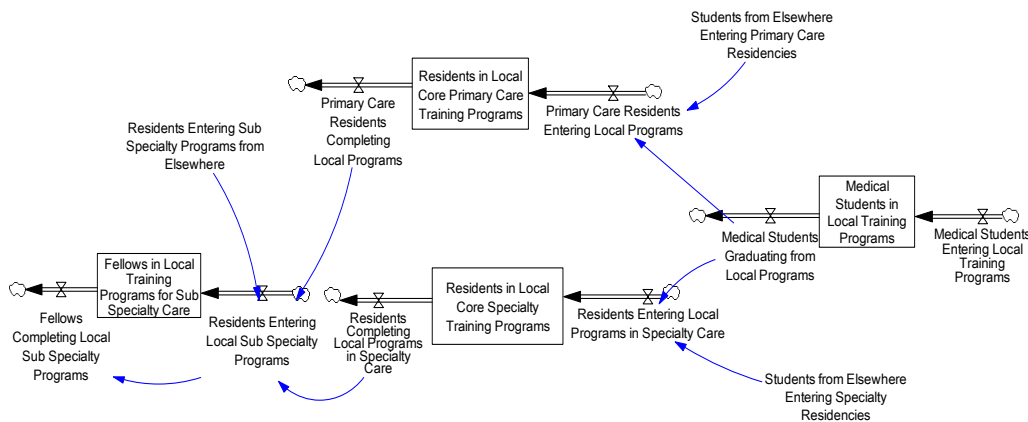 Students from Elsewhere
Entering Primary Care
Residencies
Residents in Local
Core Primary Care
Training Programs
Primary Care
Residents
Completing
Local Programs
Primary Care Residents
Entering Local Programs
Residents Entering Sub
Specialty Programs from
Elsewhere
Medical
Students in
Local Training
Programs
Medical Students
Graduating from
Local Programs
Medical Students
Entering Local
Training
Programs
Fellows in Local
Training
Programs for Sub
Specialty Care
Residents in Local
Core Specialty
Training Programs
Fellows
Completing Local
Sub Specialty
Programs
Residents Entering
Local Sub Specialty
Programs
Residents
Completing
Local Programs
in Specialty
Care
Residents Entering Local
Programs in Specialty Care
Students from Elsewhere
Entering Specialty
Residencies